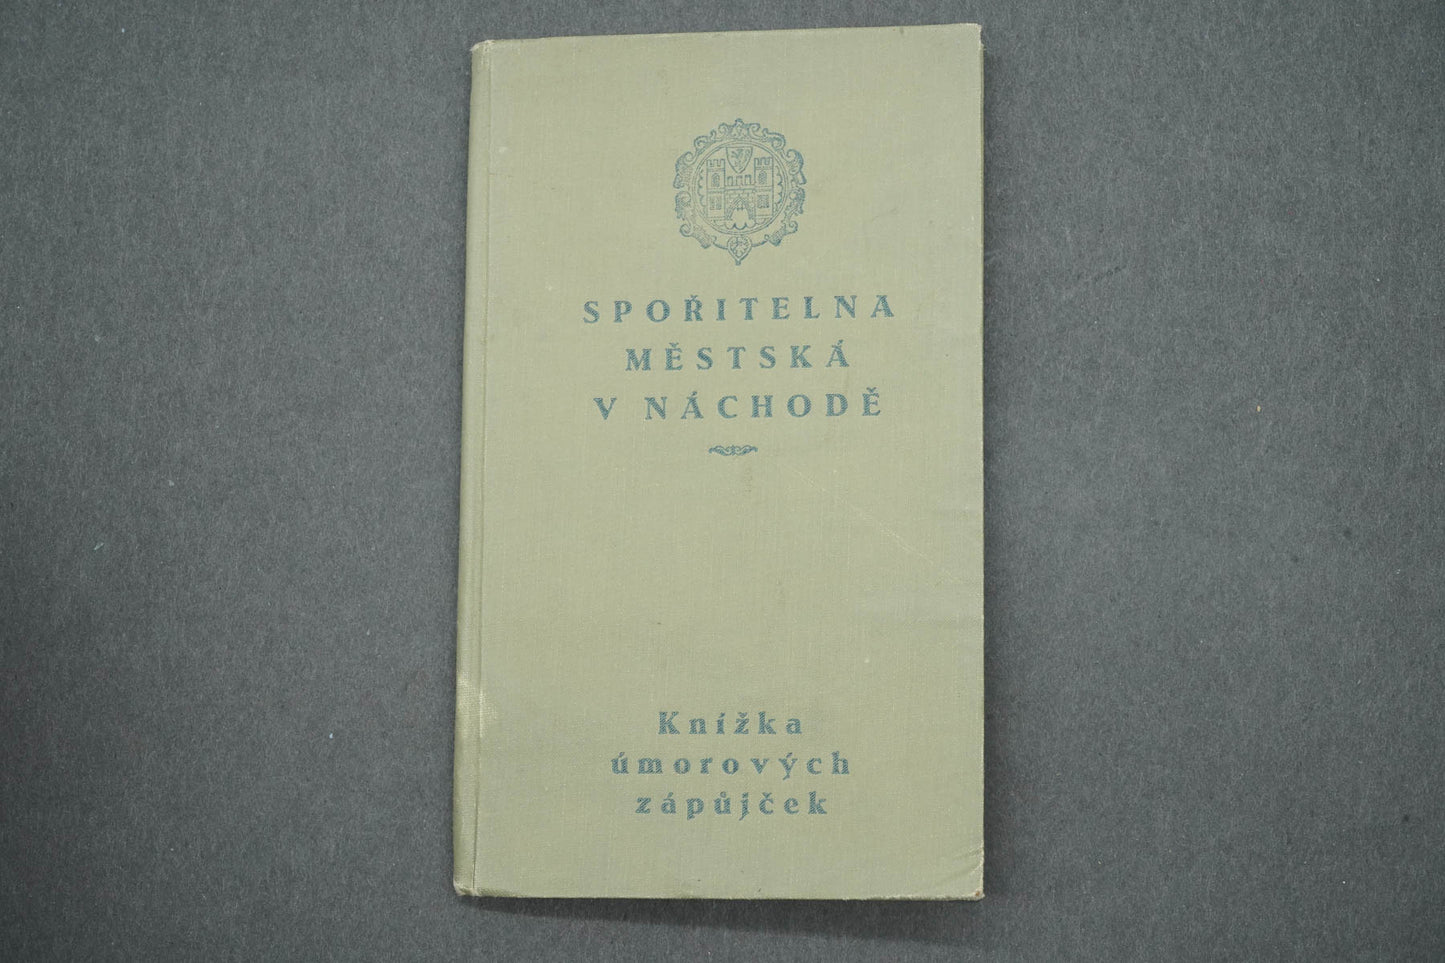 SPOŘITELNA
MĚSTSKÁ
V NÁCHODĚ
Knížka
úmorových
zápůjček